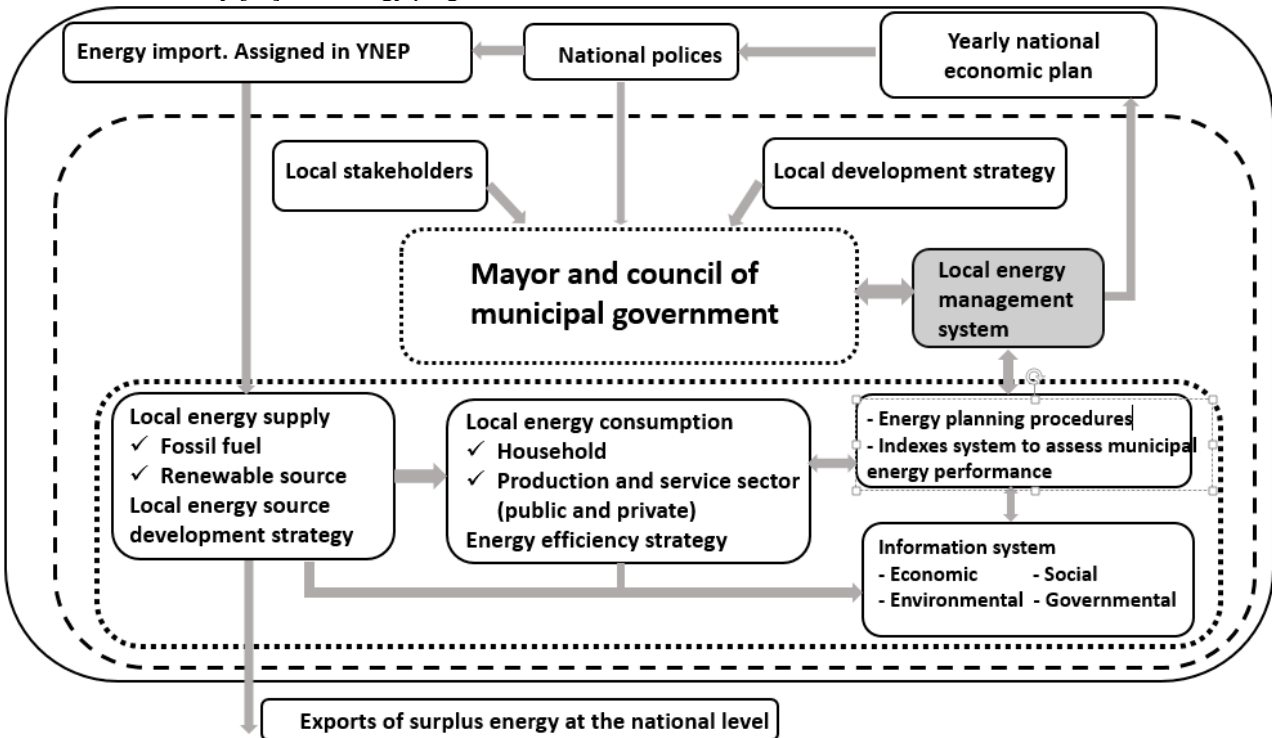 Energy import. Assigned in YNEP
National polices
Yearly national
economic plan
Local stakeholders
Local development strategy
Mayor and council of
municipal government
Local energy
management
system
Local energy supply
✓ Fossil fuel
✓ Renewable source
Local energy source
development strategy
Local energy consumption
✓ Household
✓ Production and service sector
(public and private)
Energy efficiency strategy
- Energy planning procedures
- Indexes system to assess municipal
energy performance
Information system
- Economic - Social
- Environmental - Governmental
Exports of surplus energy at the national level